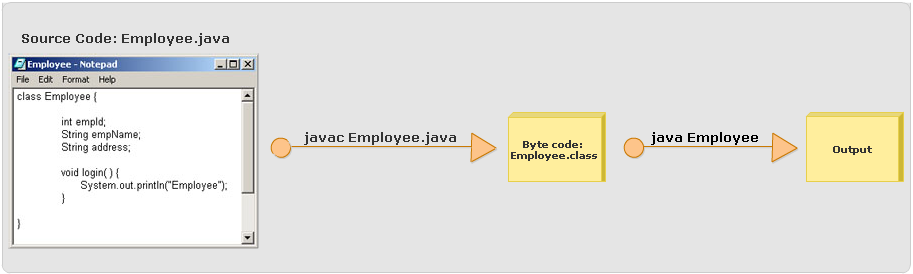 Source Code: Employee.java
Employee - Notepad
File Edit Format Help
class Employee {
int empId;
String empName;
String address;
void login( ) {
System.out.println("Employee");
}
}
javac Employee.java
Byte code:
Employee.class
java Employee
Output